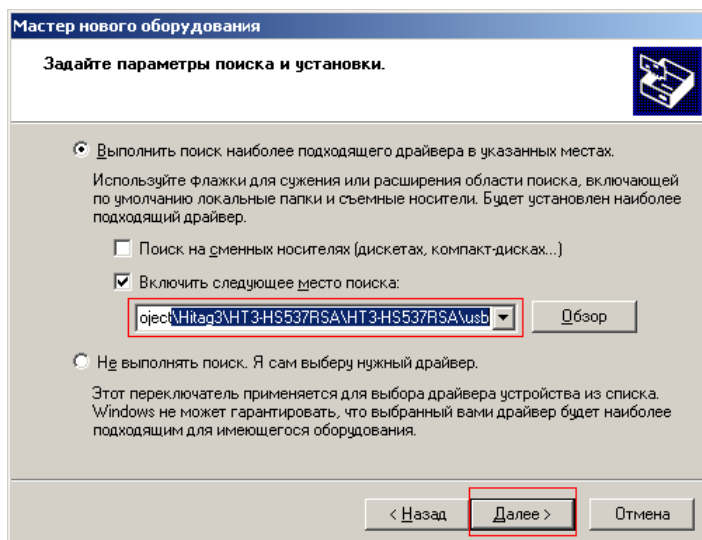 Мастер нового оборудования
Задайте параметры поиска и установки.
Выполнить поиск наиболее подходящего драйвера в указанных местах.
Используйте флажки для сужения или расширения области поиска, включающей
по умолчанию локальные папки и съемные носители. Будет установлен наиболее
подходящий драйвер.
Поиск на сменных носителях (дискетах, компакт-дисках...)
Включить следующее место поиска:
oject\Hitag3\HT3-HS537RSA\HT3-HS537RSA\usb
Обзор
Не выполнять поиск. Я сам выберу нужный драйвер.
Этот переключатель применяется для выбора драйвера устройства из списка.
Windows не может гарантировать, что выбранный вами драйвер будет наиболее
подходящим для имеющегося оборудования.
< Назад
Далее >
Отмена